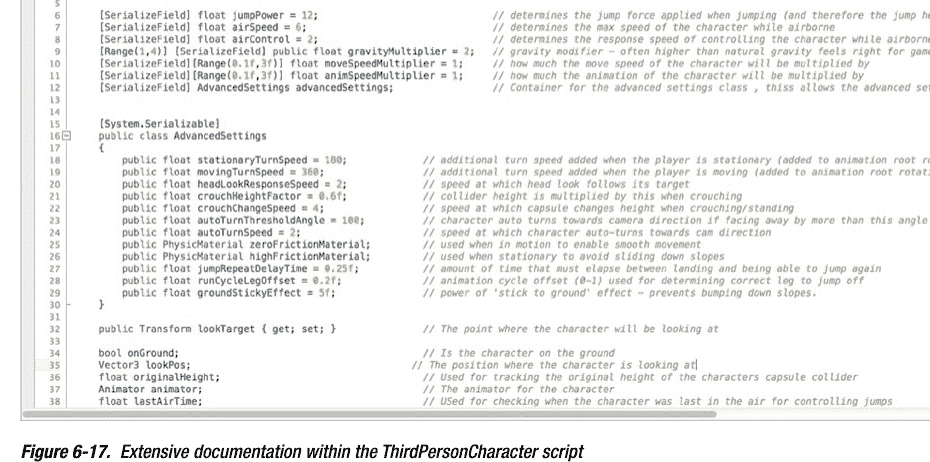 5
6 [SerializeField] float jumpPower = 12; // determines the jump force applied when jumping (and therefore the jump he
7 [SerializeField] float airSpeed = 6; // determines the max speed of the character while airborne
8 [SerializeField] float airControl = 2; // determines the response speed of controlling the character while airborne
9 [Range(1,4)] [SerializeField] public float gravityMultiplier = 2; // gravity modifier - often higher than natural gravity feels right for game
10 [SerializeField][Range(0.1f,3f)] float moveSpeedMultiplier = 1; // how much the move speed of the character will be multiplied by
11 [SerializeField][Range(0.1f,3f)] float animSpeedMultiplier = 1; // how much the animation of the character will be multiplied by
12 [SerializeField] AdvancedSettings advancedSettings; // Container for the advanced settings class , thiss allows the advanced set
13
14
15 [System.Serializable]
16 public class AdvancedSettings
17 {
18 public float stationaryTurnSpeed = 180; // additional turn speed added when the player is stationary (added to animation root ro
19 public float movingTurnSpeed = 360; // additional turn speed added when the player is moving (added to animation root rotati
20 public float headLookResponseSpeed = 2; // speed at which head look follows its target
21 public float crouchHeightFactor = 0.6f; // collider height is multiplied by this when crouching
22 public float crouchChangeSpeed = 4; // speed at which capsule changes height when crouching/standing
23 public float autoTurnThresholdAngle = 100; // character auto turns towards camera direction if facing away by more than this angle
24 public float autoTurnSpeed = 2; // speed at which character auto-turns towards cam direction
25 public PhysicMaterial zeroFrictionMaterial; // used when in motion to enable smooth movement
26 public PhysicMaterial highFrictionMaterial; // used when stationary to avoid sliding down slopes
27 public float jumpRepeatDelayTime = 0.25f; // amount of time that must elapse between landing and being able to jump again
28 public float runCycleLegOffset = 0.2f; // animation cycle offset (0-1) used for determining correct leg to jump off
29 public float groundStickyEffect = 5f; // power of 'stick to ground' effect - prevents bumping down slopes.
30 }
31
32 public Transform lookTarget { get; set; } // The point where the character will be looking at
33
34 bool onGround; // Is the character on the ground
35 Vector3 lookPos; // The position where the character is looking at
36 float originalHeight; // Used for tracking the original height of the characters capsule collider
37 Animator animator; // The animator for the character
38 float lastAirTime; // USed for checking when the character was last in the air for controlling jumps
Figure 6-17. Extensive documentation within the ThirdPersonCharacter script